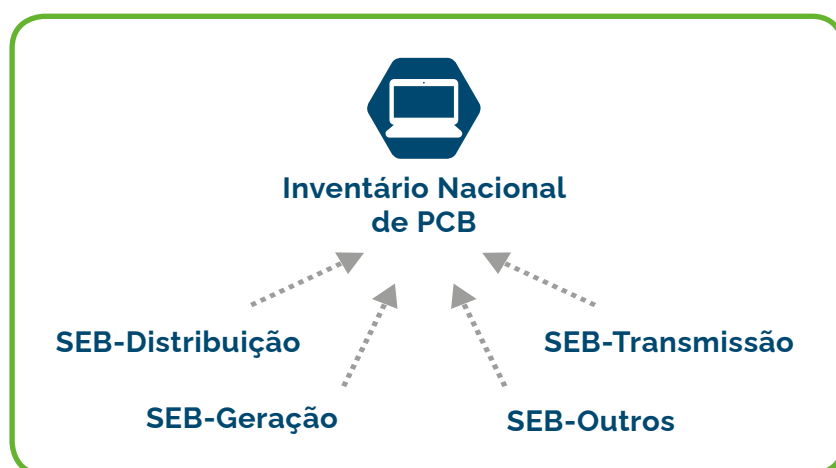 Inventário Nacional
de PCB
SEB-Distribuição
SEB-Transmissão
SEB-Geração
SEB-Outros